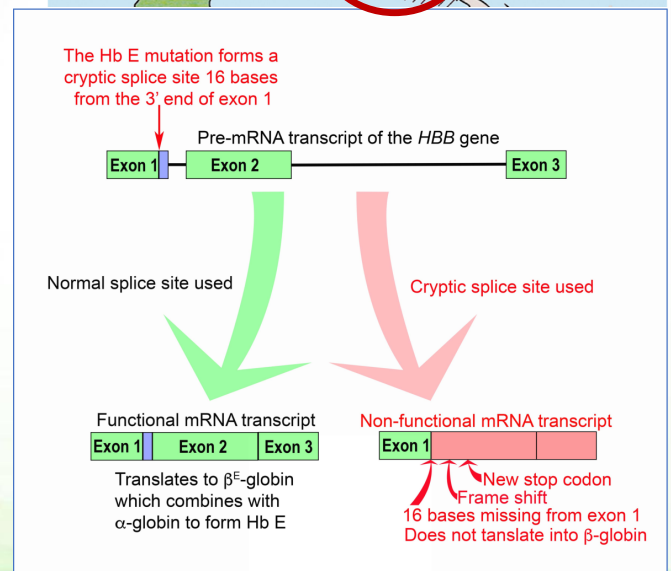 The Hb E mutation forms a
cryptic splice site 16 bases
from the 3' end of exon 1
Pre-mRNA transcript of the HBB gene
Exon 1 Exon 2 Exon 3
Normal splice site used
Cryptic splice site used
Functional mRNA transcript
Exon 1 Exon 2 Exon 3
Translates to βᴱ-globin
which combines with
α-globin to form Hb E
Non-functional mRNA transcript
Exon 1
New stop codon
Frame shift
16 bases missing from exon 1
Does not tanslate into β-globin